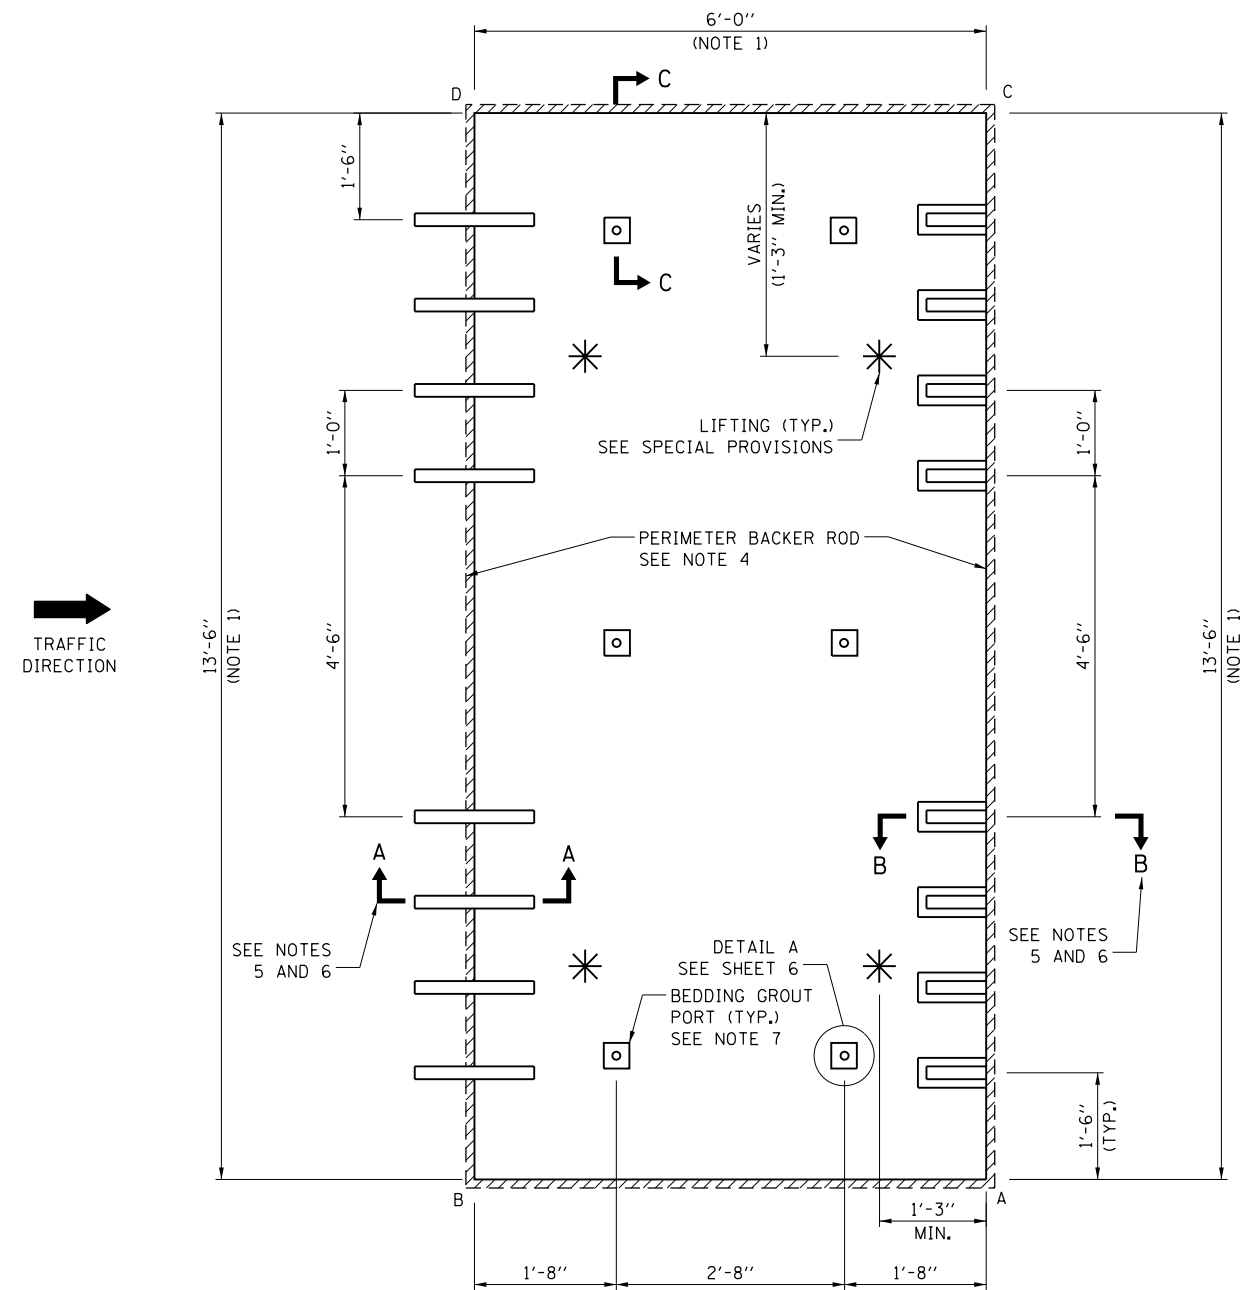 6'-0"
(NOTE 1)
C
D
C
1'-6"
VARIES
(1'-3" MIN.)
C
1'-0"
LIFTING (TYP.)
SEE SPECIAL PROVISIONS
1'-0"
PERIMETER BACKER ROD
SEE NOTE 4
TRAFFIC
DIRECTION
13'-6"
(NOTE 1)
4'-6"
4'-6"
13'-6"
(NOTE 1)
A
A
B
B
SEE NOTES
5 AND 6
DETAIL A
SEE SHEET 6
SEE NOTES
5 AND 6
BEDDING GROUT
PORT (TYP.)
SEE NOTE 7
1'-6"
(TYP.)
B
A
1'-3"
MIN.
1'-8"
2'-8"
1'-8"